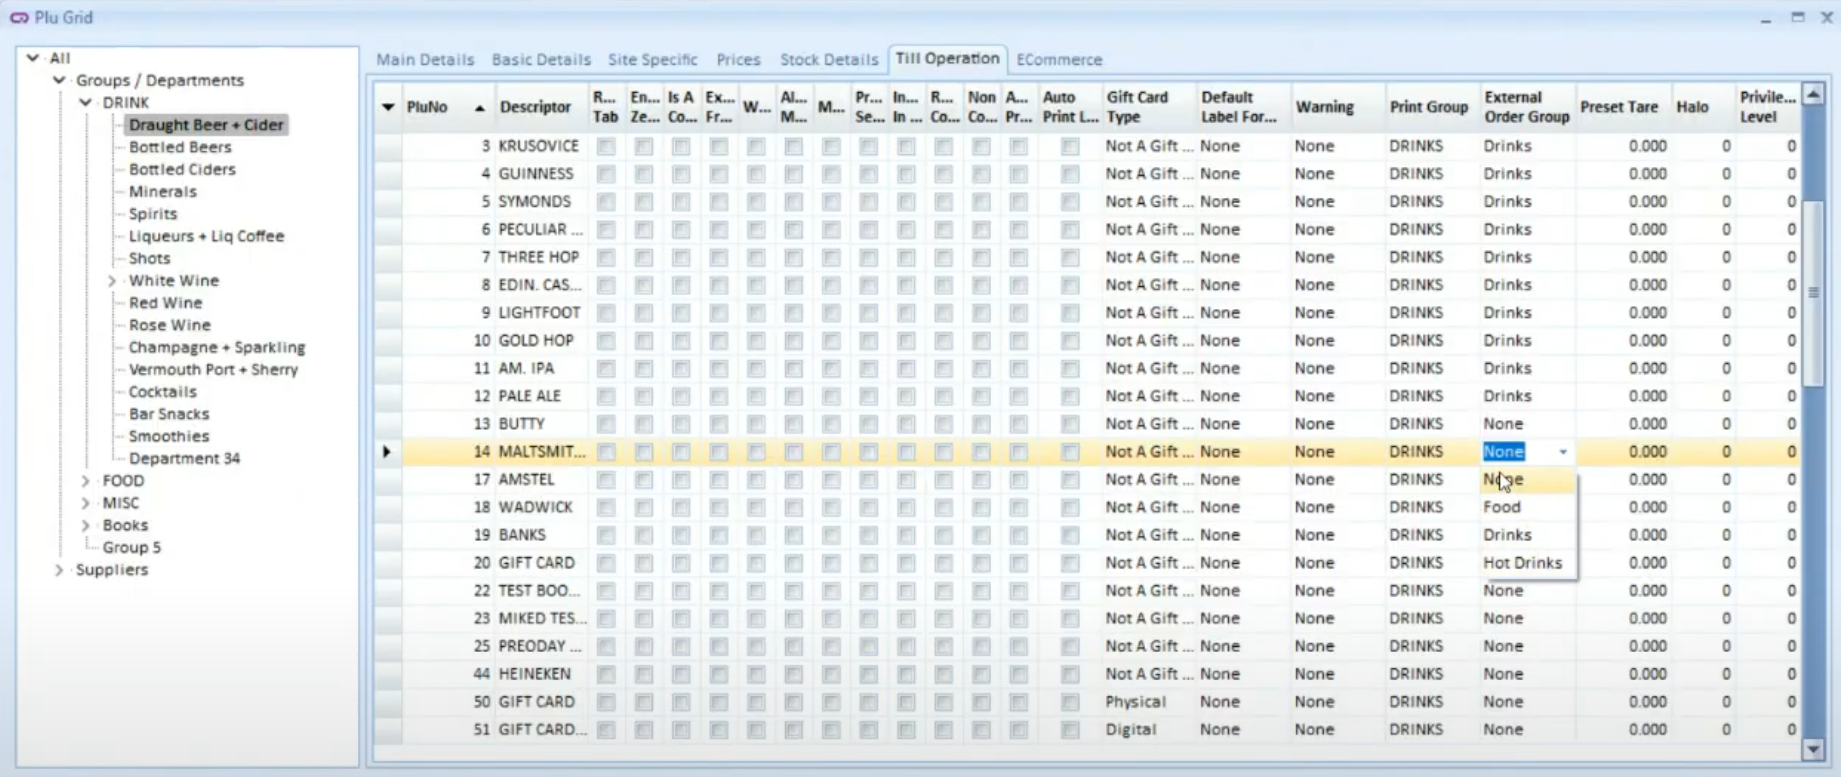 Plu Grid
All
Groups / Departments
DRINK
Draught Beer + Cider
Bottled Beers
Bottled Ciders
Minerals
Spirits
Liqueurs + Liq Coffee
Shots
White Wine
Red Wine
Rose Wine
Champagne + Sparkling
Vermouth Port + Sherry
Cocktails
Bar Snacks
Smoothies
Department 34
FOOD
MISC
Books
Group 5
Suppliers
Main Details Basic Details Site Specific Prices Stock Details Till Operation ECommerce
PluNo Descriptor R... Tab En... Ze... Is A Co... Ex... Fr... W... Al... M... M... Pr... Se... In... In ... R... Co... Non Co... A... Pr... Auto Print L... Gift Card Type Default Label For... Warning Print Group External Order Group Preset Tare Halo Privile... Level
3 KRUSOVICE Not A Gift ... None None DRINKS Drinks 0.000 0 0
4 GUINNESS Not A Gift ... None None DRINKS Drinks 0.000 0 0
5 SYMONDS Not A Gift ... None None DRINKS Drinks 0.000 0 0
6 PECULIAR ... Not A Gift ... None None DRINKS Drinks 0.000 0 0
7 THREE HOP Not A Gift ... None None DRINKS Drinks 0.000 0 0
8 EDIN. CAS... Not A Gift ... None None DRINKS Drinks 0.000 0 0
9 LIGHTFOOT Not A Gift ... None None DRINKS Drinks 0.000 0 0
10 GOLD HOP Not A Gift ... None None DRINKS Drinks 0.000 0 0
11 AM. IPA Not A Gift ... None None DRINKS Drinks 0.000 0 0
12 PALE ALE Not A Gift ... None None DRINKS Drinks 0.000 0 0
13 BUTTY Not A Gift ... None None DRINKS None 0.000 0 0
14 MALTSMIT... Not A Gift ... None None DRINKS None 0.000 0 0
17 AMSTEL Not A Gift ... None None DRINKS None 0.000 0 0
18 WADWICK Not A Gift ... None None DRINKS Food 0.000 0 0
19 BANKS Not A Gift ... None None DRINKS Drinks 0.000 0 0
20 GIFT CARD Not A Gift ... None None DRINKS Hot Drinks 0.000 0 0
22 TEST BOO... Not A Gift ... None None DRINKS None 0.000 0 0
23 MIKED TES... Not A Gift ... None None DRINKS None 0.000 0 0
25 PREODAY ... Not A Gift ... None None DRINKS None 0.000 0 0
44 HEINEKEN Not A Gift ... None None DRINKS None 0.000 0 0
50 GIFT CARD Physical None None DRINKS None 0.000 0 0
51 GIFT CARD... Digital None None DRINKS None 0.000 0 0